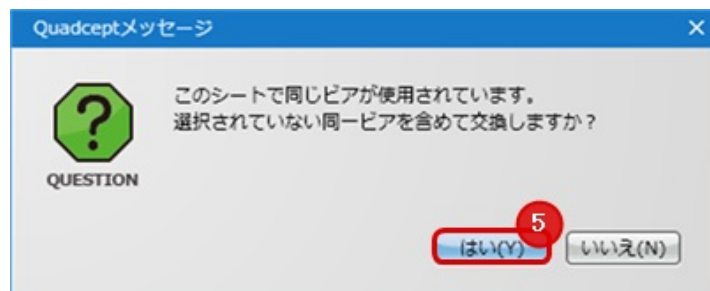 Quadceptメッセージ
このシートで同じビアが使用されています。
選択されていない同一ビアを含めて交換しますか？
QUESTION
5
はい(Y)
いいえ(N)